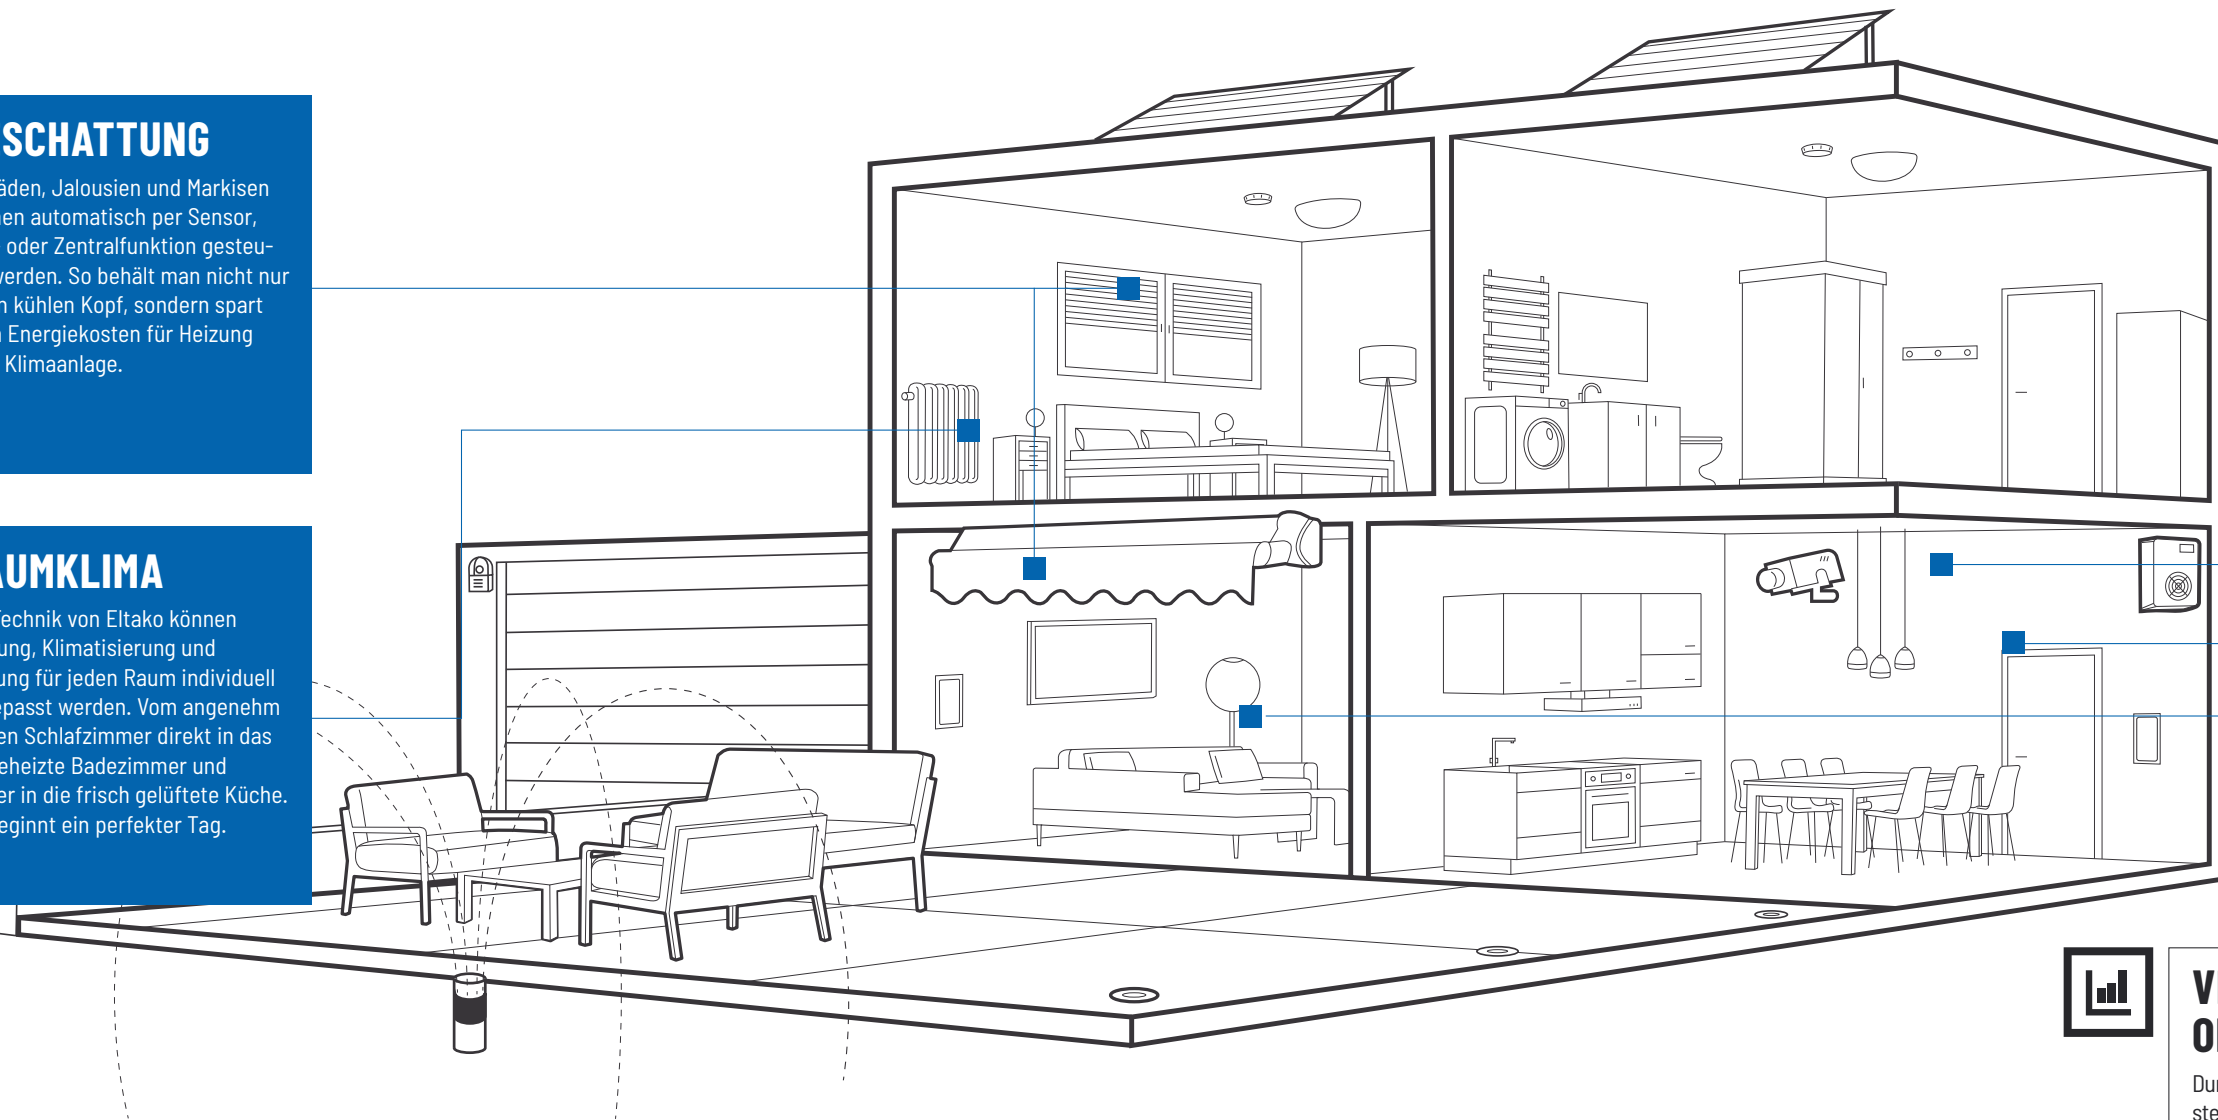 SCHATTUNG
äden, Jalousien und Markisen
en automatisch per Sensor,
oder Zentralfunktion gesteu-
werden. So behält man nicht nur
n kühlen Kopf, sondern spart
Energiekosten für Heizung
Klimaanlage.
AUMKLIMA
Technik von Eltako können
ung, Klimatisierung und
ung für jeden Raum individuell
epasst werden. Vom angenehm
en Schlafzimmer direkt in das
eheizte Badezimmer und
er in die frisch gelüftete Küche.
eginnt ein perfekter Tag.
V
O
Du
ste